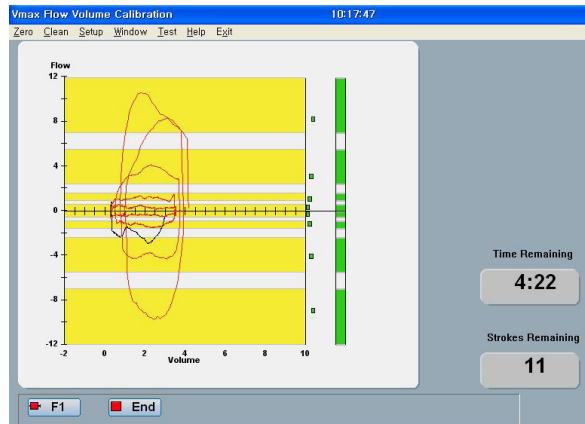 Vmax Flow Volume Calibration 10:17:47
Zero Clean Setup Window Test Help Exit
Flow
12
8
4
0
-4
-8
-12
-2 0 2 4 6 8 10
Volume
Time Remaining
4:22
Strokes Remaining
11
F1 End